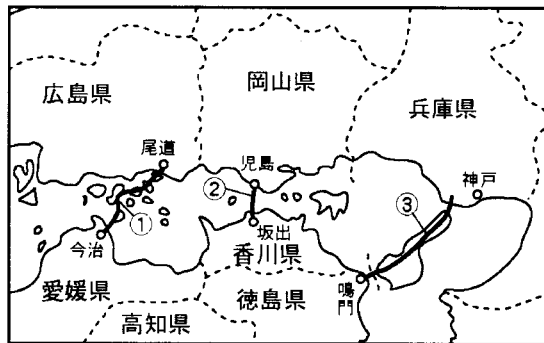 広島県
岡山県
兵庫県
尾道
児島
神戸
②
①
③
今治
坂出
香川県
愛媛県
徳島県
鳴門
高知県